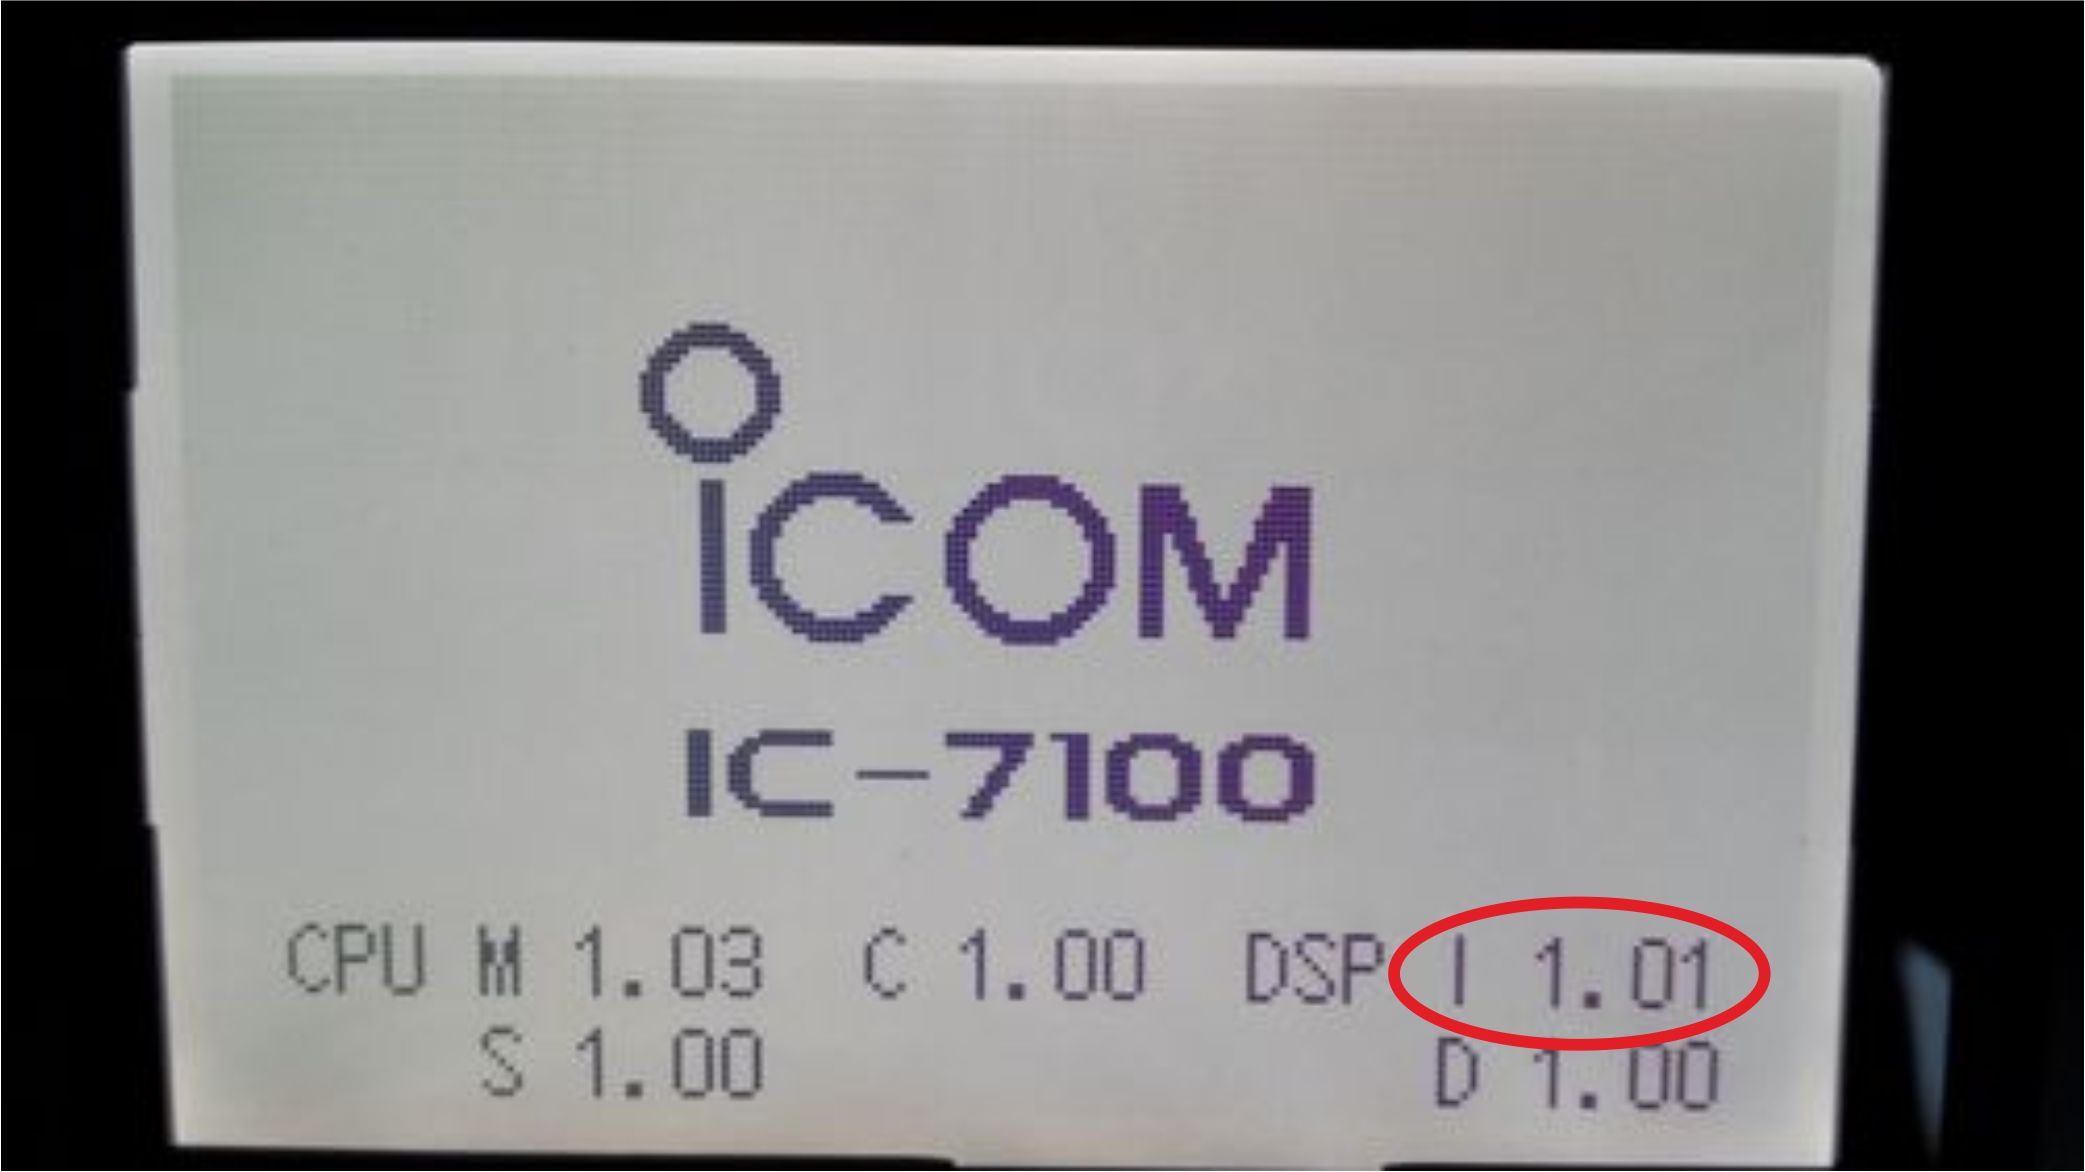 iCOM
IC-7100
CPU M 1.03 C 1.00 DSP I 1.01
S 1.00 D 1.00